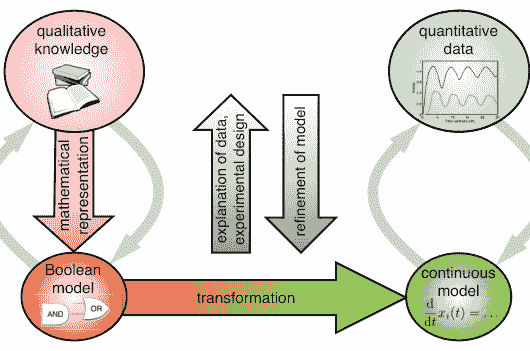 qualitative
knowledge
quantitative
data
mathematical
representation
explanation of data,
experimental design
refinement of model
Boolean
model
AND
OR
transformation
continuous
model
d/dt x_i(t) = ...